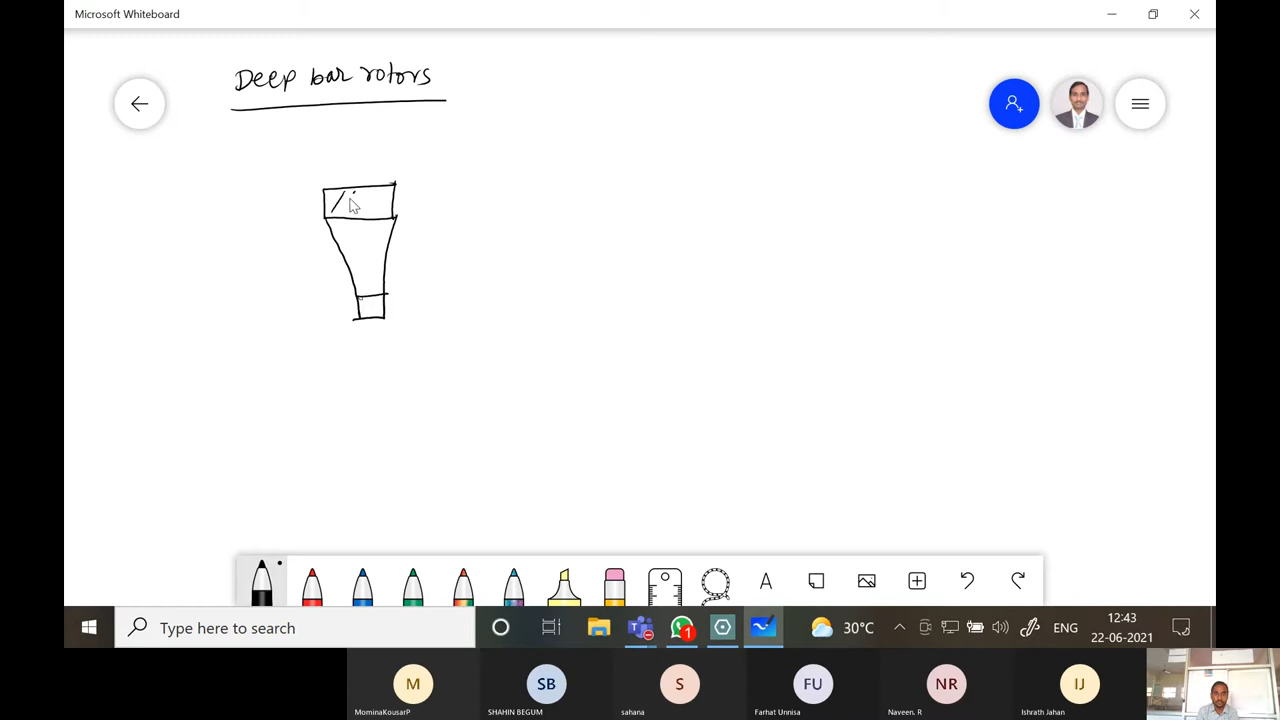 Microsoft Whiteboard
Deep bar rotors
A
Type here to search
1
30°C
ENG
12:43
22-06-2021
M
SB
S
FU
NR
IJ
MominaKousarP
SHAHIN BEGUM
sahana
Farhat Unnisa
Naveen. R
Ishrath Jahan